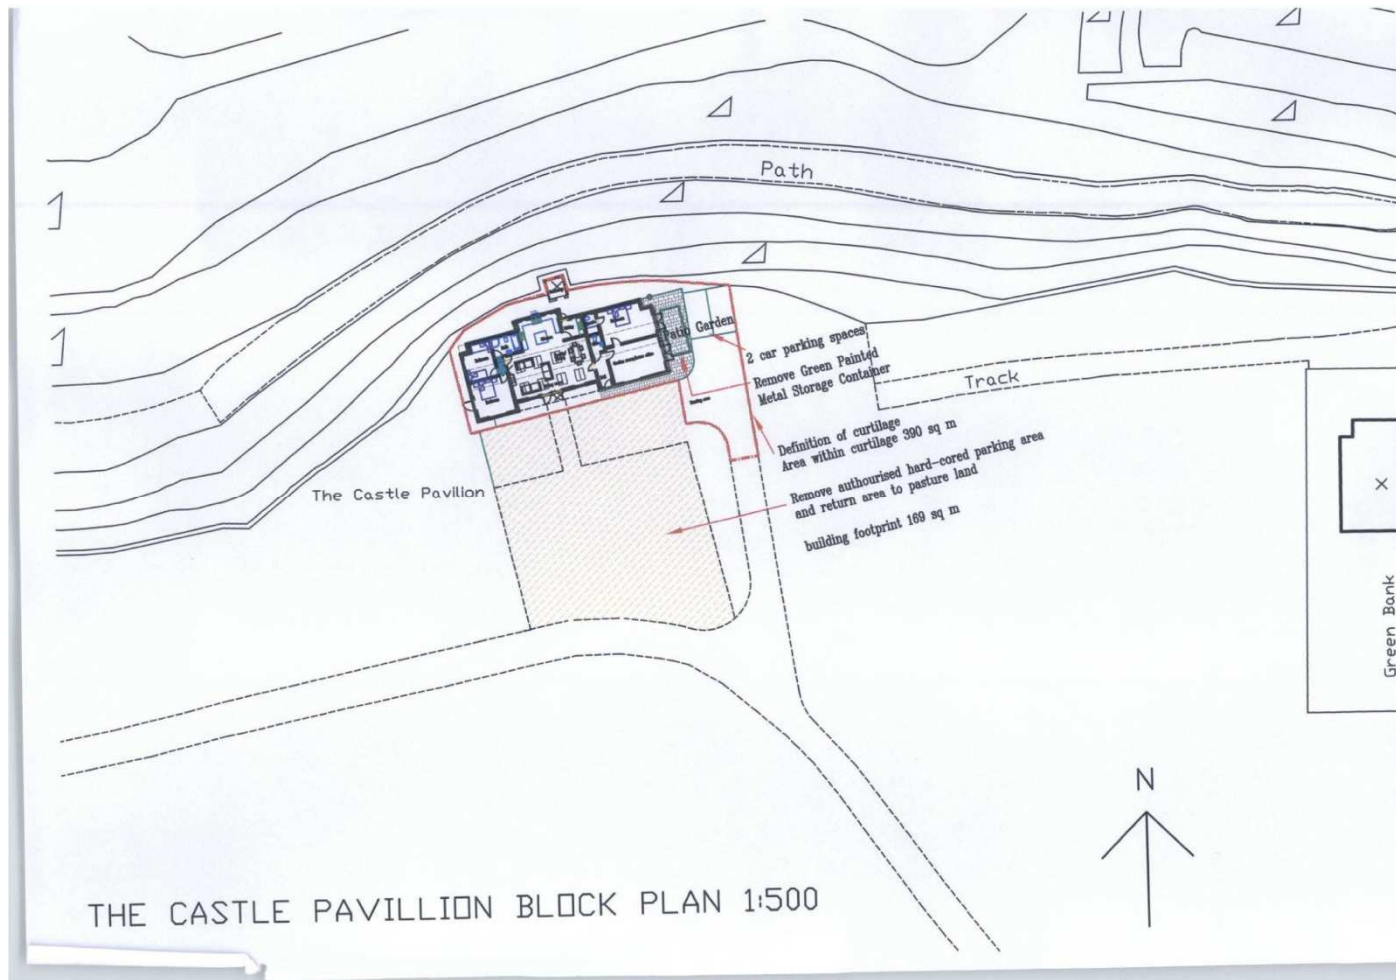 Path
Patio Garden
2 car parking spaces
Remove Green Painted
Metal Storage Container
Track
Definition of curtilage
Area within curtilage 390 sq m
The Castle Pavilion
Remove authourised hard-cored parking area
and return area to pasture land
building footprint 169 sq m
Green Bank
N
THE CASTLE PAVILLION BLOCK PLAN 1:500